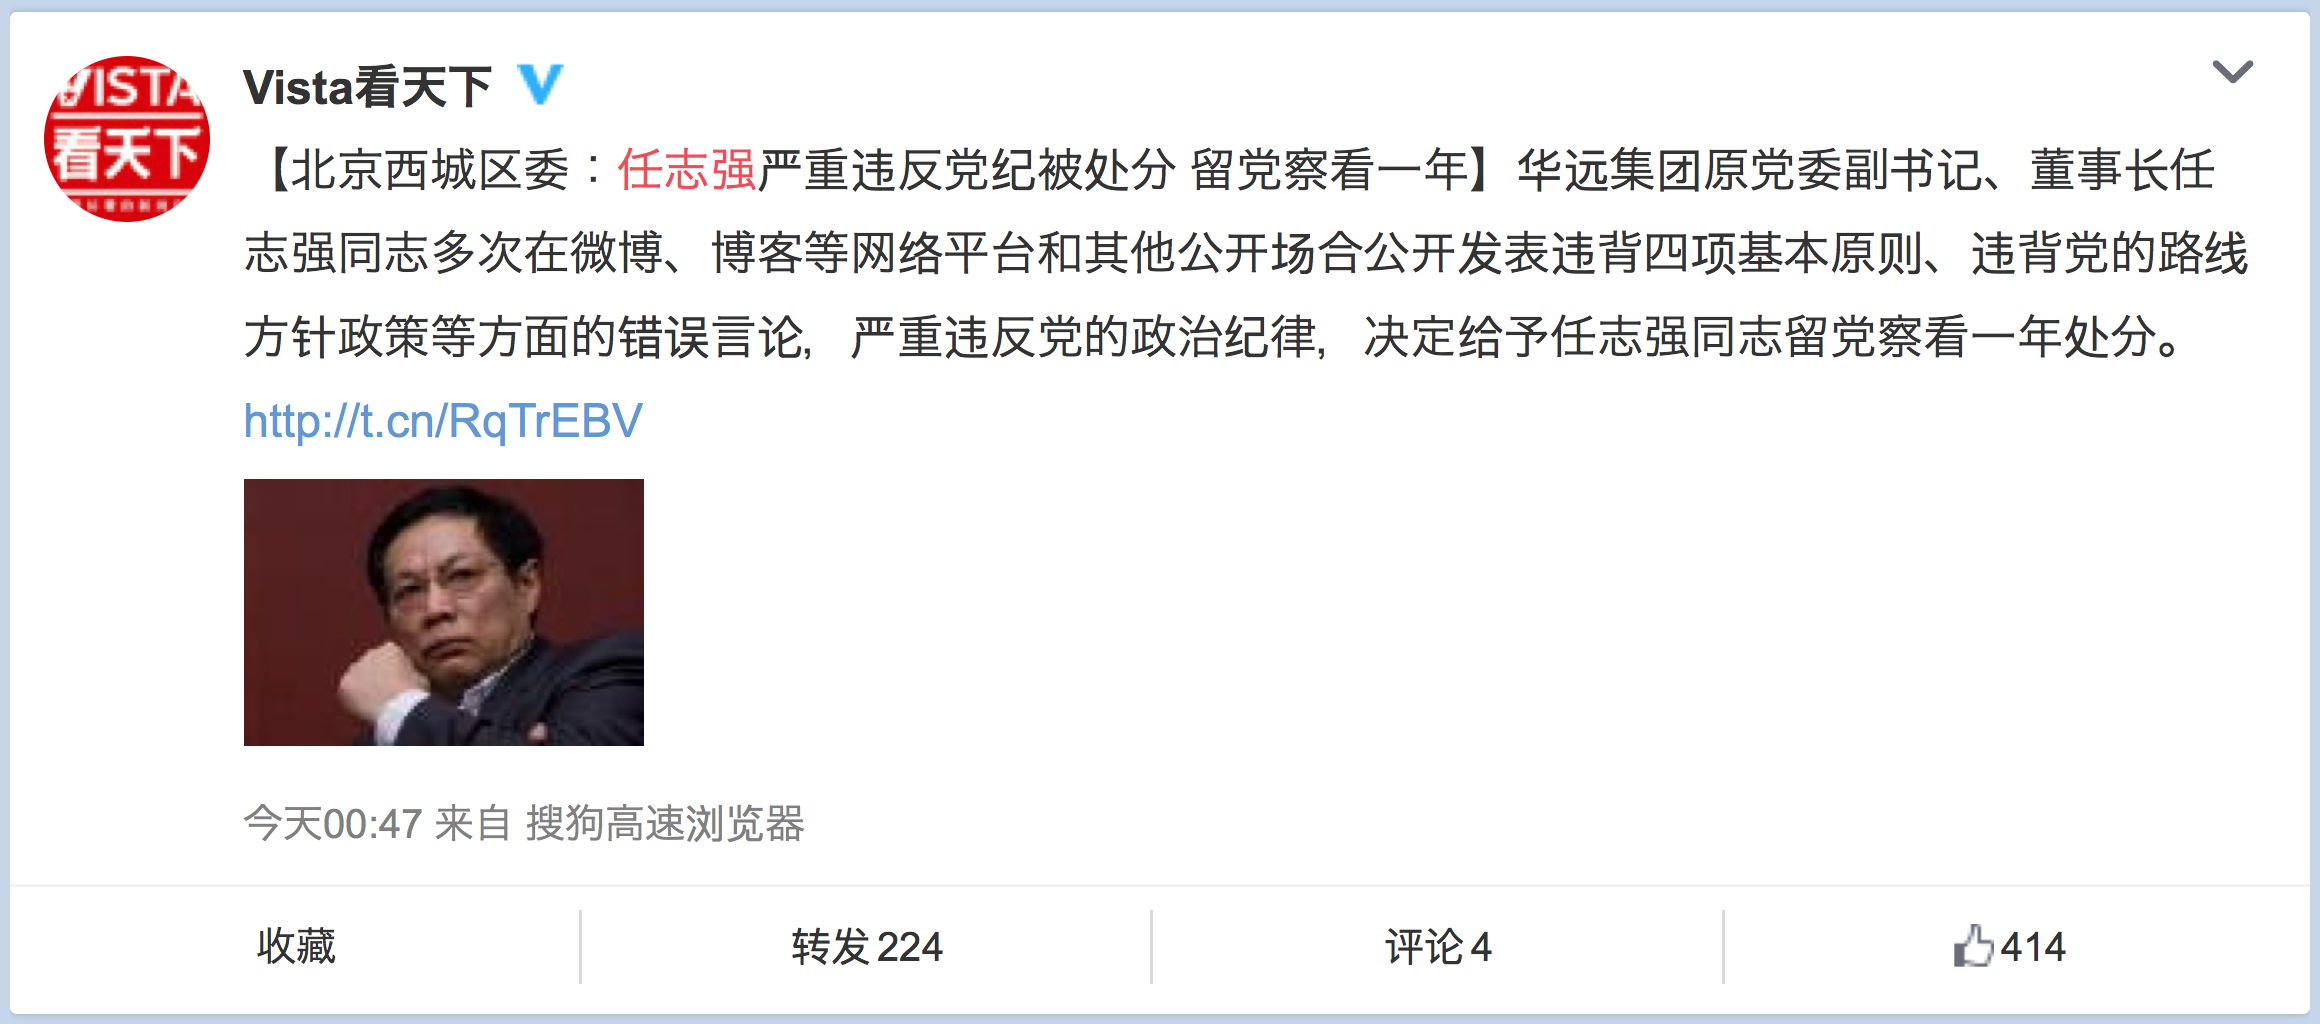 VISTA
看天下
Vista看天下
【北京西城区委：任志强严重违反党纪被处分 留党察看一年】华远集团原党委副书记、董事长任
志强同志多次在微博、博客等网络平台和其他公开场合公开发表违背四项基本原则、违背党的路线
方针政策等方面的错误言论，严重违反党的政治纪律，决定给予任志强同志留党察看一年处分。
http://t.cn/RqTrEBV
今天00:47 来自 搜狗高速浏览器
收藏
转发 224
评论 4
414